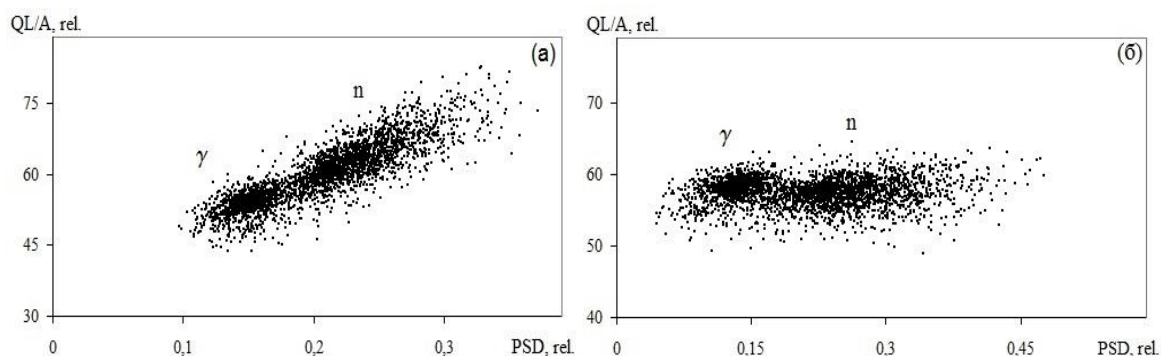 QL/A, rel.
(а)
75
n
γ
60
45
30
0
0,1
0,2
0,3
PSD, rel.
QL/A, rel.
(б)
70
n
γ
60
50
40
0
0,15
0,3
0,45
PSD, rel.